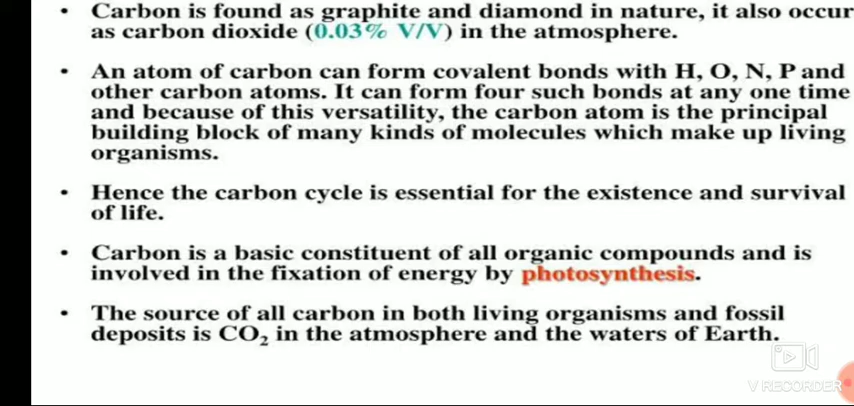 • Carbon is found as graphite and diamond in nature, it also occur
as carbon dioxide (0.03% V/V) in the atmosphere.
• An atom of carbon can form covalent bonds with H, O, N, P and
other carbon atoms. It can form four such bonds at any one time
and because of this versatility, the carbon atom is the principal
building block of many kinds of molecules which make up living
organisms.
• Hence the carbon cycle is essential for the existence and survival
of life.
• Carbon is a basic constituent of all organic compounds and is
involved in the fixation of energy by photosynthesis.
• The source of all carbon in both living organisms and fossil
deposits is CO₂ in the atmosphere and the waters of Earth.
V RECORDER